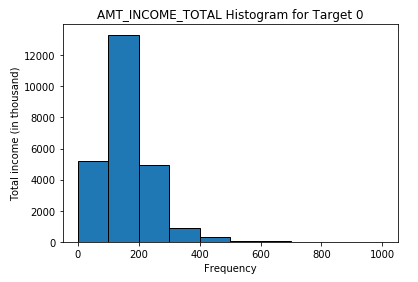 AMT_INCOME_TOTAL Histogram for Target 0
Total income (in thousand)
12000
10000
8000
6000
4000
2000
0
0 200 400 600 800 1000
Frequency